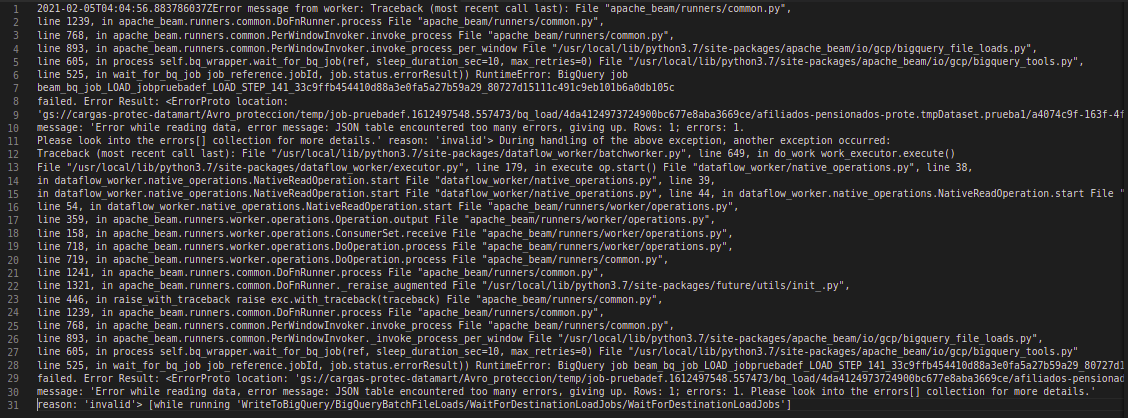 1 2021-02-05T04:04:56.883786037ZError message from worker: Traceback (most recent call last): File "apache_beam/runners/common.py",
2 line 1239, in apache_beam.runners.common.DoFnRunner.process File "apache_beam/runners/common.py",
3 line 768, in apache_beam.runners.common.PerWindowInvoker.invoke_process File "apache_beam/runners/common.py",
4 line 893, in apache_beam.runners.common.PerWindowInvoker._invoke_process_per_window File "/usr/local/lib/python3.7/site-packages/apache_beam/io/gcp/bigquery_file_loads.py",
5 line 605, in process self.bq_wrapper.wait_for_bq_job(ref, sleep_duration_sec=10, max_retries=0) File "/usr/local/lib/python3.7/site-packages/apache_beam/io/gcp/bigquery_tools.py",
6 line 525, in wait_for_bq_job job_reference.jobId, job.status.errorResult)) RuntimeError: BigQuery job
7 beam_bq_job_LOAD_jobpruebadef_LOAD_STEP_141_33c9ffb454410d88a3e0fa5a27b59a29_80727d15111c491c9eb101b6a0db105c
8 failed. Error Result: <ErrorProto location:
9 'gs://cargas-protec-datamart/Avro_proteccion/temp/job-pruebadef.1612497548.557473/bq_load/4da4124973724900bc677e8aba3669ce/afiliados-pensionados-prote.tmpDataset.prueba1/a4074c9f-163f-4f
10 message: 'Error while reading data, error message: JSON table encountered too many errors, giving up. Rows: 1; errors: 1.
11 Please look into the errors[] collection for more details.' reason: 'invalid'> During handling of the above exception, another exception occurred:
12 Traceback (most recent call last): File "/usr/local/lib/python3.7/site-packages/dataflow_worker/batchworker.py", line 649, in do_work work_executor.execute()
13 File "/usr/local/lib/python3.7/site-packages/dataflow_worker/executor.py", line 179, in execute op.start() File "dataflow_worker/native_operations.py", line 38,
14 in dataflow_worker.native_operations.NativeReadOperation.start File "dataflow_worker/native_operations.py", line 39,
15 in dataflow_worker.native_operations.NativeReadOperation.start File "dataflow_worker/native_operations.py", line 44, in dataflow_worker.native_operations.NativeReadOperation.start File "
16 line 54, in dataflow_worker.native_operations.NativeReadOperation.start File "apache_beam/runners/worker/operations.py",
17 line 359, in apache_beam.runners.worker.operations.Operation.output File "apache_beam/runners/worker/operations.py",
18 line 158, in apache_beam.runners.worker.operations.ConsumerSet.receive File "apache_beam/runners/worker/operations.py",
19 line 718, in apache_beam.runners.worker.operations.DoOperation.process File "apache_beam/runners/worker/operations.py",
20 line 719, in apache_beam.runners.worker.operations.DoOperation.process File "apache_beam/runners/common.py",
21 line 1241, in apache_beam.runners.common.DoFnRunner.process File "apache_beam/runners/common.py",
22 line 1321, in apache_beam.runners.common.DoFnRunner._reraise_augmented File "/usr/local/lib/python3.7/site-packages/future/utils/init_.py",
23 line 446, in raise_with_traceback raise exc.with_traceback(traceback) File "apache_beam/runners/common.py",
24 line 1239, in apache_beam.runners.common.DoFnRunner.process File "apache_beam/runners/common.py",
25 line 768, in apache_beam.runners.common.PerWindowInvoker.invoke_process File "apache_beam/runners/common.py",
26 line 893, in apache_beam.runners.common.PerWindowInvoker._invoke_process_per_window File "/usr/local/lib/python3.7/site-packages/apache_beam/io/gcp/bigquery_file_loads.py",
27 line 605, in process self.bq_wrapper.wait_for_bq_job(ref, sleep_duration_sec=10, max_retries=0) File "/usr/local/lib/python3.7/site-packages/apache_beam/io/gcp/bigquery_tools.py"
28 line 525, in wait_for_bq_job job_reference.jobId, job.status.errorResult)) RuntimeError: BigQuery job beam_bq_job_LOAD_jobpruebadef_LOAD_STEP_141_33c9ffb454410d88a3e0fa5a27b59a29_80727d1
29 failed. Error Result: <ErrorProto location: 'gs://cargas-protec-datamart/Avro_proteccion/temp/job-pruebadef.1612497548.557473/bq_load/4da4124973724900bc677e8aba3669ce/afiliados-pensionad
30 message: 'Error while reading data, error message: JSON table encountered too many errors, giving up. Rows: 1; errors: 1. Please look into the errors[] collection for more details.'
31 reason: 'invalid'> [while running 'WriteToBigQuery/BigQueryBatchFileLoads/WaitForDestinationLoadJobs/WaitForDestinationLoadJobs']